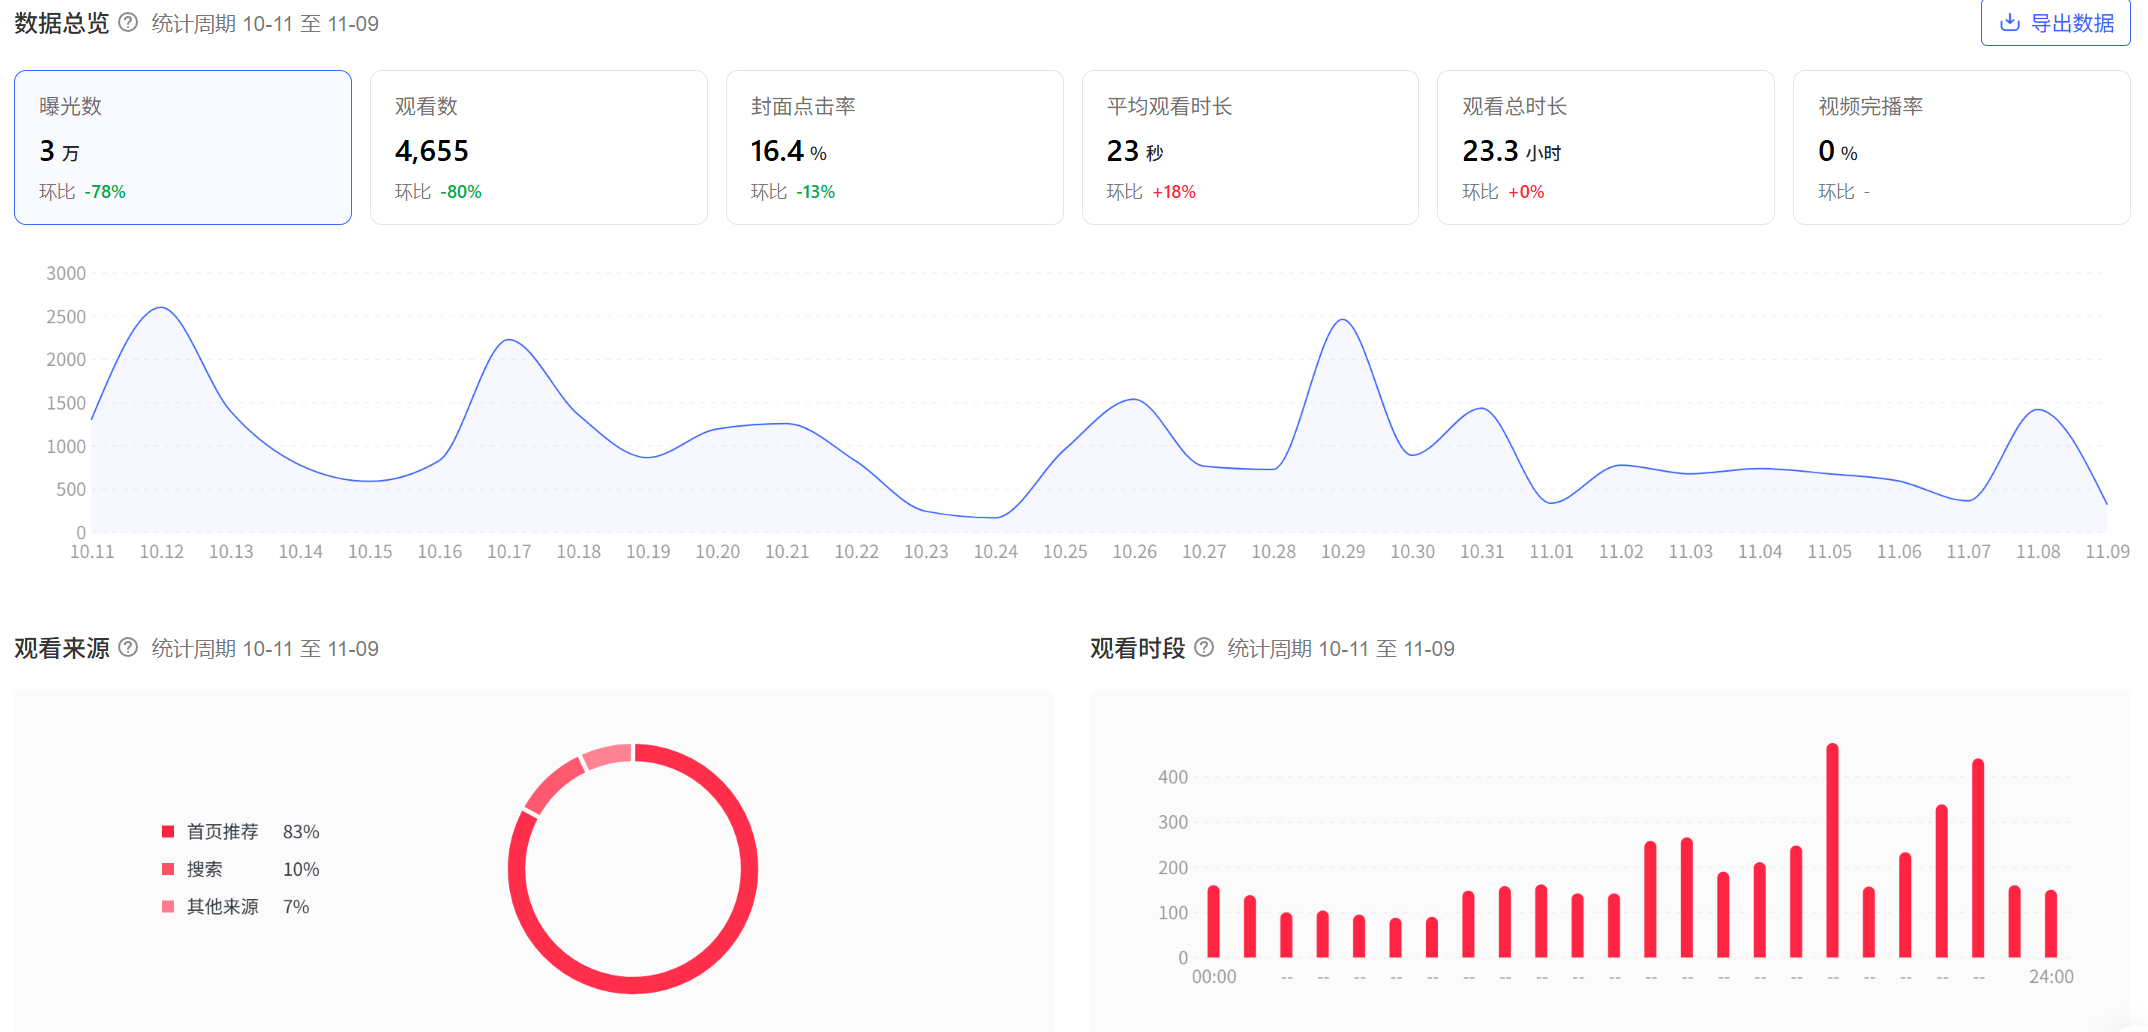 数据总览 统计周期 10-11 至 11-09
导出数据
曝光数
3 万
环比 -78%
观看数
4,655
环比 -80%
封面点击率
16.4 %
环比 -13%
平均观看时长
23 秒
环比 +18%
观看总时长
23.3 小时
环比 +0%
视频完播率
0 %
环比 -
3000
2500
2000
1500
1000
500
0
10.11 10.12 10.13 10.14 10.15 10.16 10.17 10.18 10.19 10.20 10.21 10.22 10.23 10.24 10.25 10.26 10.27 10.28 10.29 10.30 10.31 11.01 11.02 11.03 11.04 11.05 11.06 11.07 11.08 11.09
观看来源 统计周期 10-11 至 11-09
首页推荐 83%
搜索 10%
其他来源 7%
观看时段 统计周期 10-11 至 11-09
400
300
200
100
0
00:00 -- -- -- -- -- -- -- -- -- -- -- -- -- -- -- -- -- -- -- -- 24:00